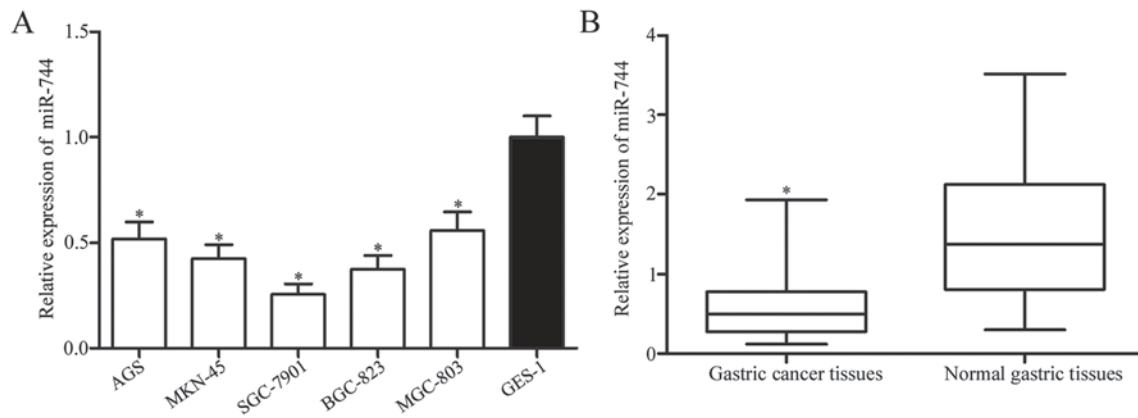 A
Relative expression of miR-744
1.5
1.0
0.5
0.0
*
*
*
*
*
AGS
MKN-45
SGC-7901
BGC-823
MGC-803
GES-1
B
Relative expression of miR-744
4
3
2
1
0
*
Gastric cancer tissues
Normal gastric tissues